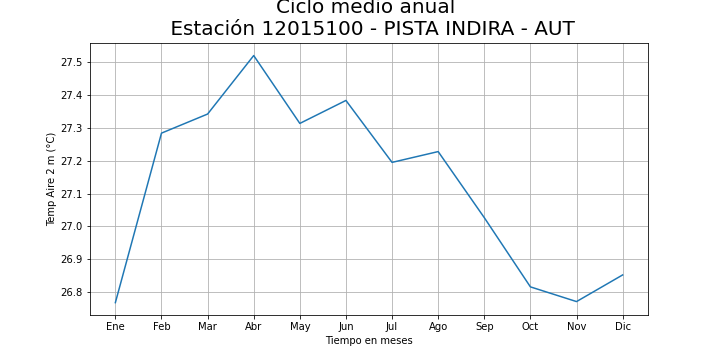 Ciclo medio anual
Estación 12015100 - PISTA INDIRA - AUT
27.5
27.4
27.3
27.2
27.1
27.0
26.9
26.8
Temp Aire 2 m (°C)
Ene Feb Mar Abr May Jun Jul Ago Sep Oct Nov Dic
Tiempo en meses